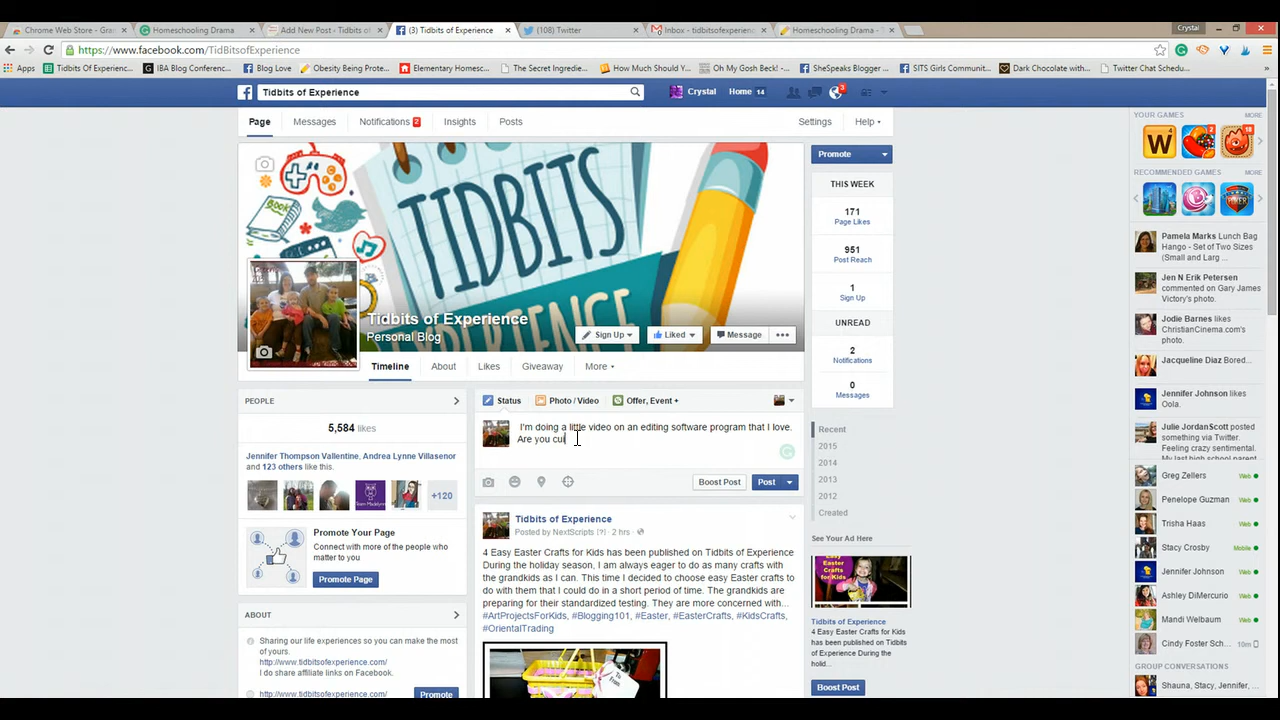 Chrome Web Store - Gra
Homeschooling Drama
Add New Post ‹ Tidbits o
(3) Tidbits of Experience
(108) Twitter
Inbox - tidbitsofexperien
Homeschooling Drama - T
Crystal
https://www.facebook.com/TidBitsofExperience
Apps
Tidbits Of Experienc...
IBA Blog Conferenc...
Blog Love
Obesity Being Prote...
Elementary Homesc...
The Secret Ingredie...
How Much Should Y...
Oh My Gosh Beck! -...
SheSpeaks Blogger ...
SITS Girls Communit...
Dark Chocolate with...
Twitter Chat Schedu...
Tidbits of Experience
Crystal
Home 14
3
Page
Messages
Notifications 2
Insights
Posts
Settings
Help
BOOK
TIDBITS
EXPERIENCE
Tidbits of Experience
Personal Blog
Sign Up
Liked
Message
Timeline
About
Likes
Giveaway
More
Promote
THIS WEEK
171
Page Likes
951
Post Reach
1
Sign Up
UNREAD
2
Notifications
0
Messages
Recent
2015
2014
2013
2012
Created
See Your Ad Here
Tidbits of Experience
4 Easy Easter Crafts for Kids
has been published on Tidbits
of Experience During the
hold...
Boost Post
PEOPLE
5,584 likes
Jennifer Thompson Vallentine, Andrea Lynne Villasenor
and 123 others like this.
+120
Promote Your Page
Connect with more of the people who
matter to you
Promote Page
ABOUT
Sharing our life experiences so you can make the most
of yours.
http://www.tidbitsofexperience.com/
I do share affiliate links on Facebook.
http://www.tidbitsofexperience.com/
Promote
Status
Photo / Video
Offer, Event +
I'm doing a little video on an editing software program that I love.
Are you cui
Boost Post
Post
Tidbits of Experience
Posted by NextScripts [?] · 2 hrs ·
4 Easy Easter Crafts for Kids has been published on Tidbits of Experience
During the holiday season, I am always eager to do as many crafts with
the grandkids as I can. This time I decided to choose easy Easter crafts to
do with them that I could do in a short period of time. The grandkids are
preparing for their standardized testing. They are more concerned with...
#ArtProjectsForKids, #Blogging101, #Easter, #EasterCrafts, #KidsCrafts,
#OrientalTrading
To
From
YOUR GAMES
MORE
RECOMMENDED GAMES
MORE
Pamela Marks Lunch Bag
Hango - Set of Two Sizes
(Small and Larg ...
Jen N Erik Petersen
commented on Gary James
Victory's photo.
Jodie Barnes likes
ChristianCinema.com's
photo.
Jacqueline Diaz Bored...
Jennifer Johnson likes
Oola.
Julie JordanScott posted
something via Twitter.
Greg Zellers Web
Penelope Guzman Web
Trisha Haas Web
Stacy Crosby Mobile
Jennifer Johnson Web
Ashley DiMercurio Web
Mandi Welbaum Web
Cindy Foster Sch... 10m
GROUP CONVERSATIONS
MORE
Shauna, Stacy, Jennifer, C